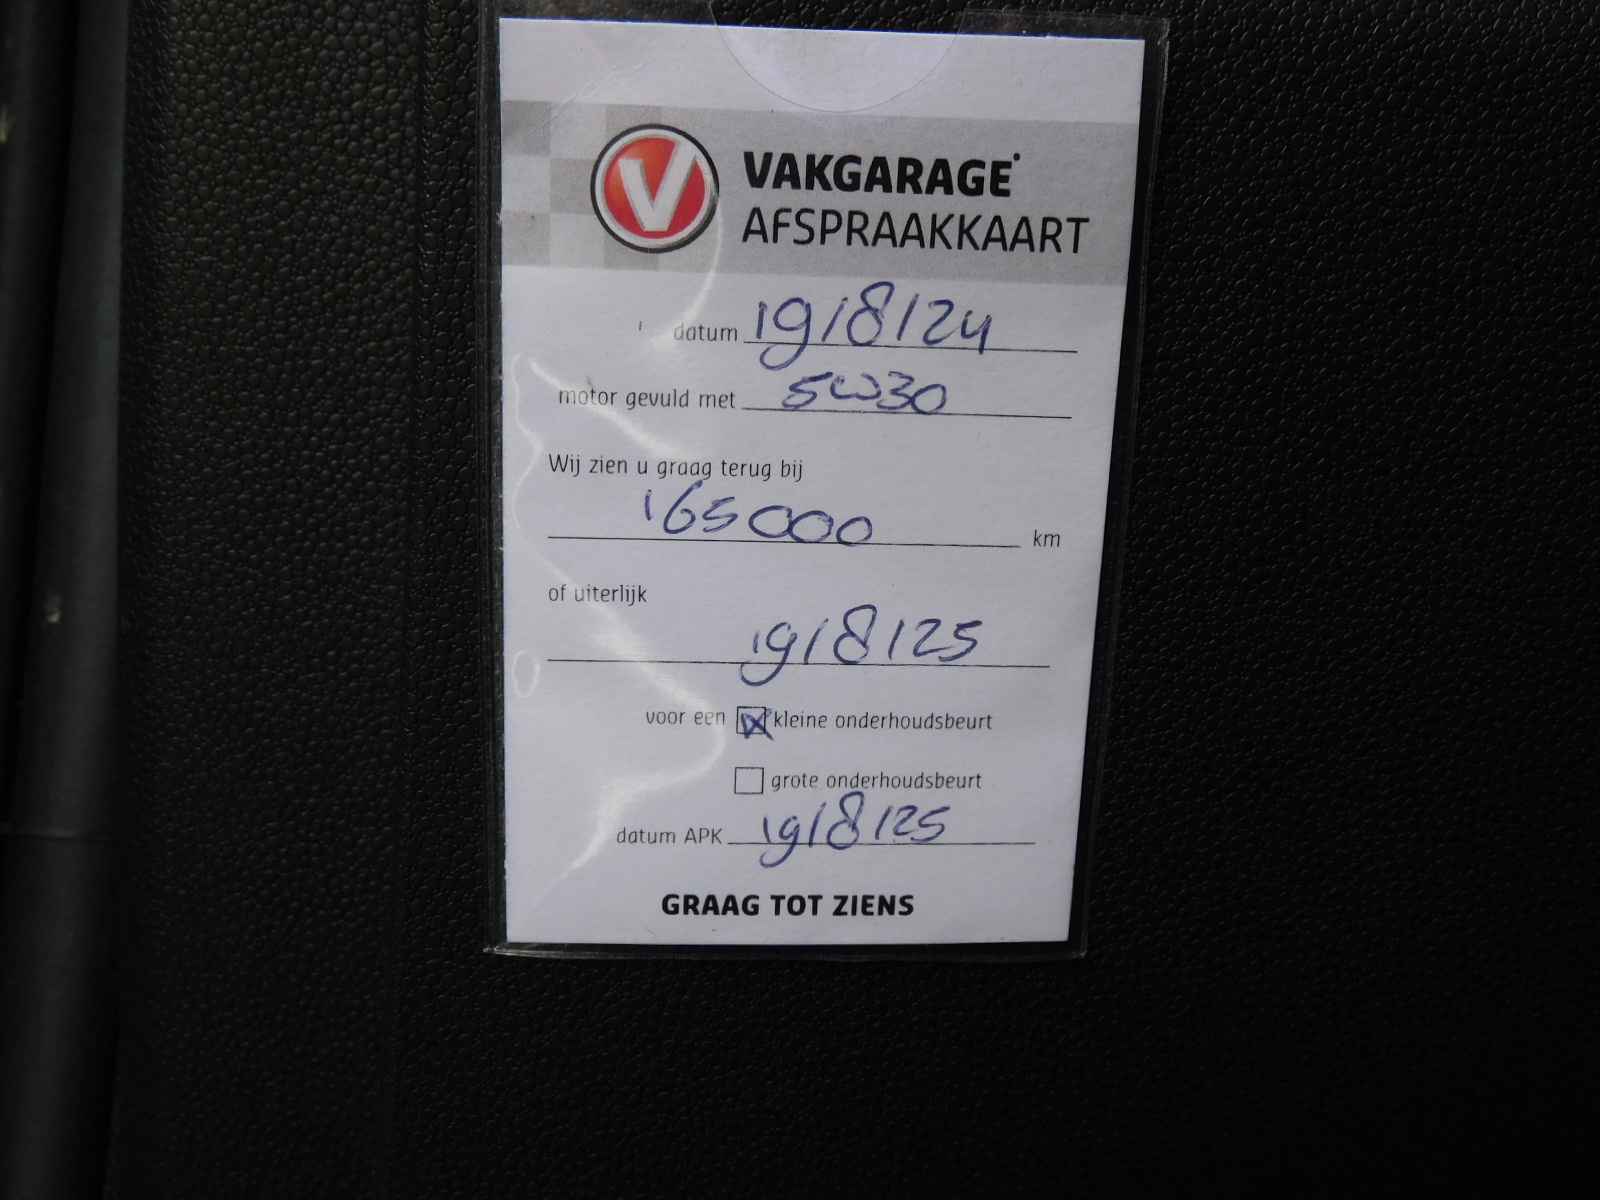 V VAKGARAGE
AFSPRAAKKAART
datum 19/8/24
motor gevuld met 5w30
Wij zien u graag terug bij
165000 km
of uiterlijk
19/8/25
voor een kleine onderhoudsbeurt
grote onderhoudsbeurt
datum APK 19/8/25
GRAAG TOT ZIENS